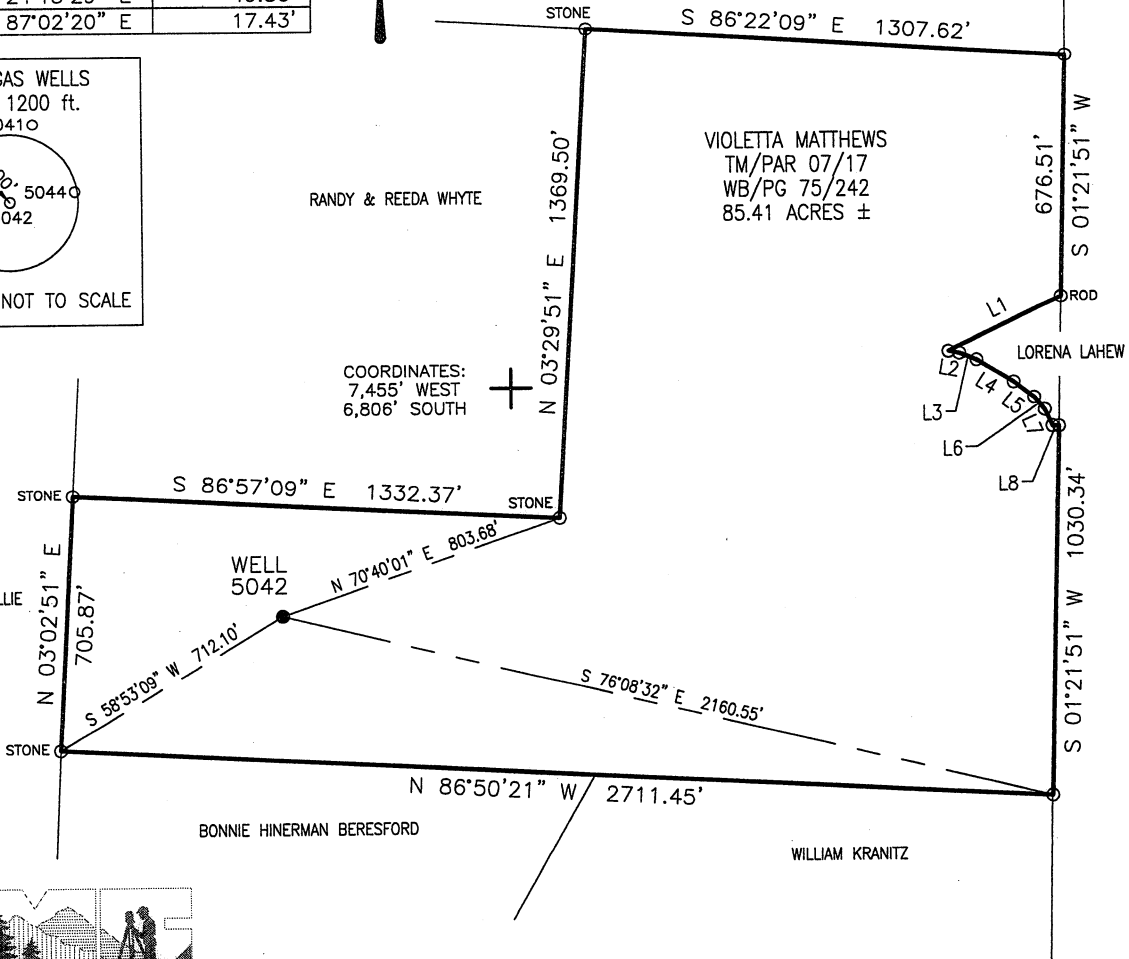 87°02'20" E 17.43'
GAS WELLS
1200 ft.
5044
NOT TO SCALE
STONE
S 86°22'09" E 1307.62'
VIOLETTA MATTHEWS
TM/PAR 07/17
WB/PG 75/242
85.41 ACRES ±
RANDY & REEDA WHYTE
N 03°29'51" E 1369.50'
676.51'
S 01°21'51" W
L1
ROD
LORENA LAHEW
L2
L3
L4
L5
L6
L7
L8
COORDINATES:
7,455' WEST
6,806' SOUTH
STONE
S 86°57'09" E 1332.37'
STONE
N 70°40'01" E 803.68'
WELL
5042
LLIE
N 03°02'51" E
705.87'
S 58°53'09" W 712.10'
S 76°08'32" E 2160.55'
S 01°21'51" W 1030.34'
STONE
N 86°50'21" W 2711.45'
BONNIE HINERMAN BERESFORD
WILLIAM KRANITZ